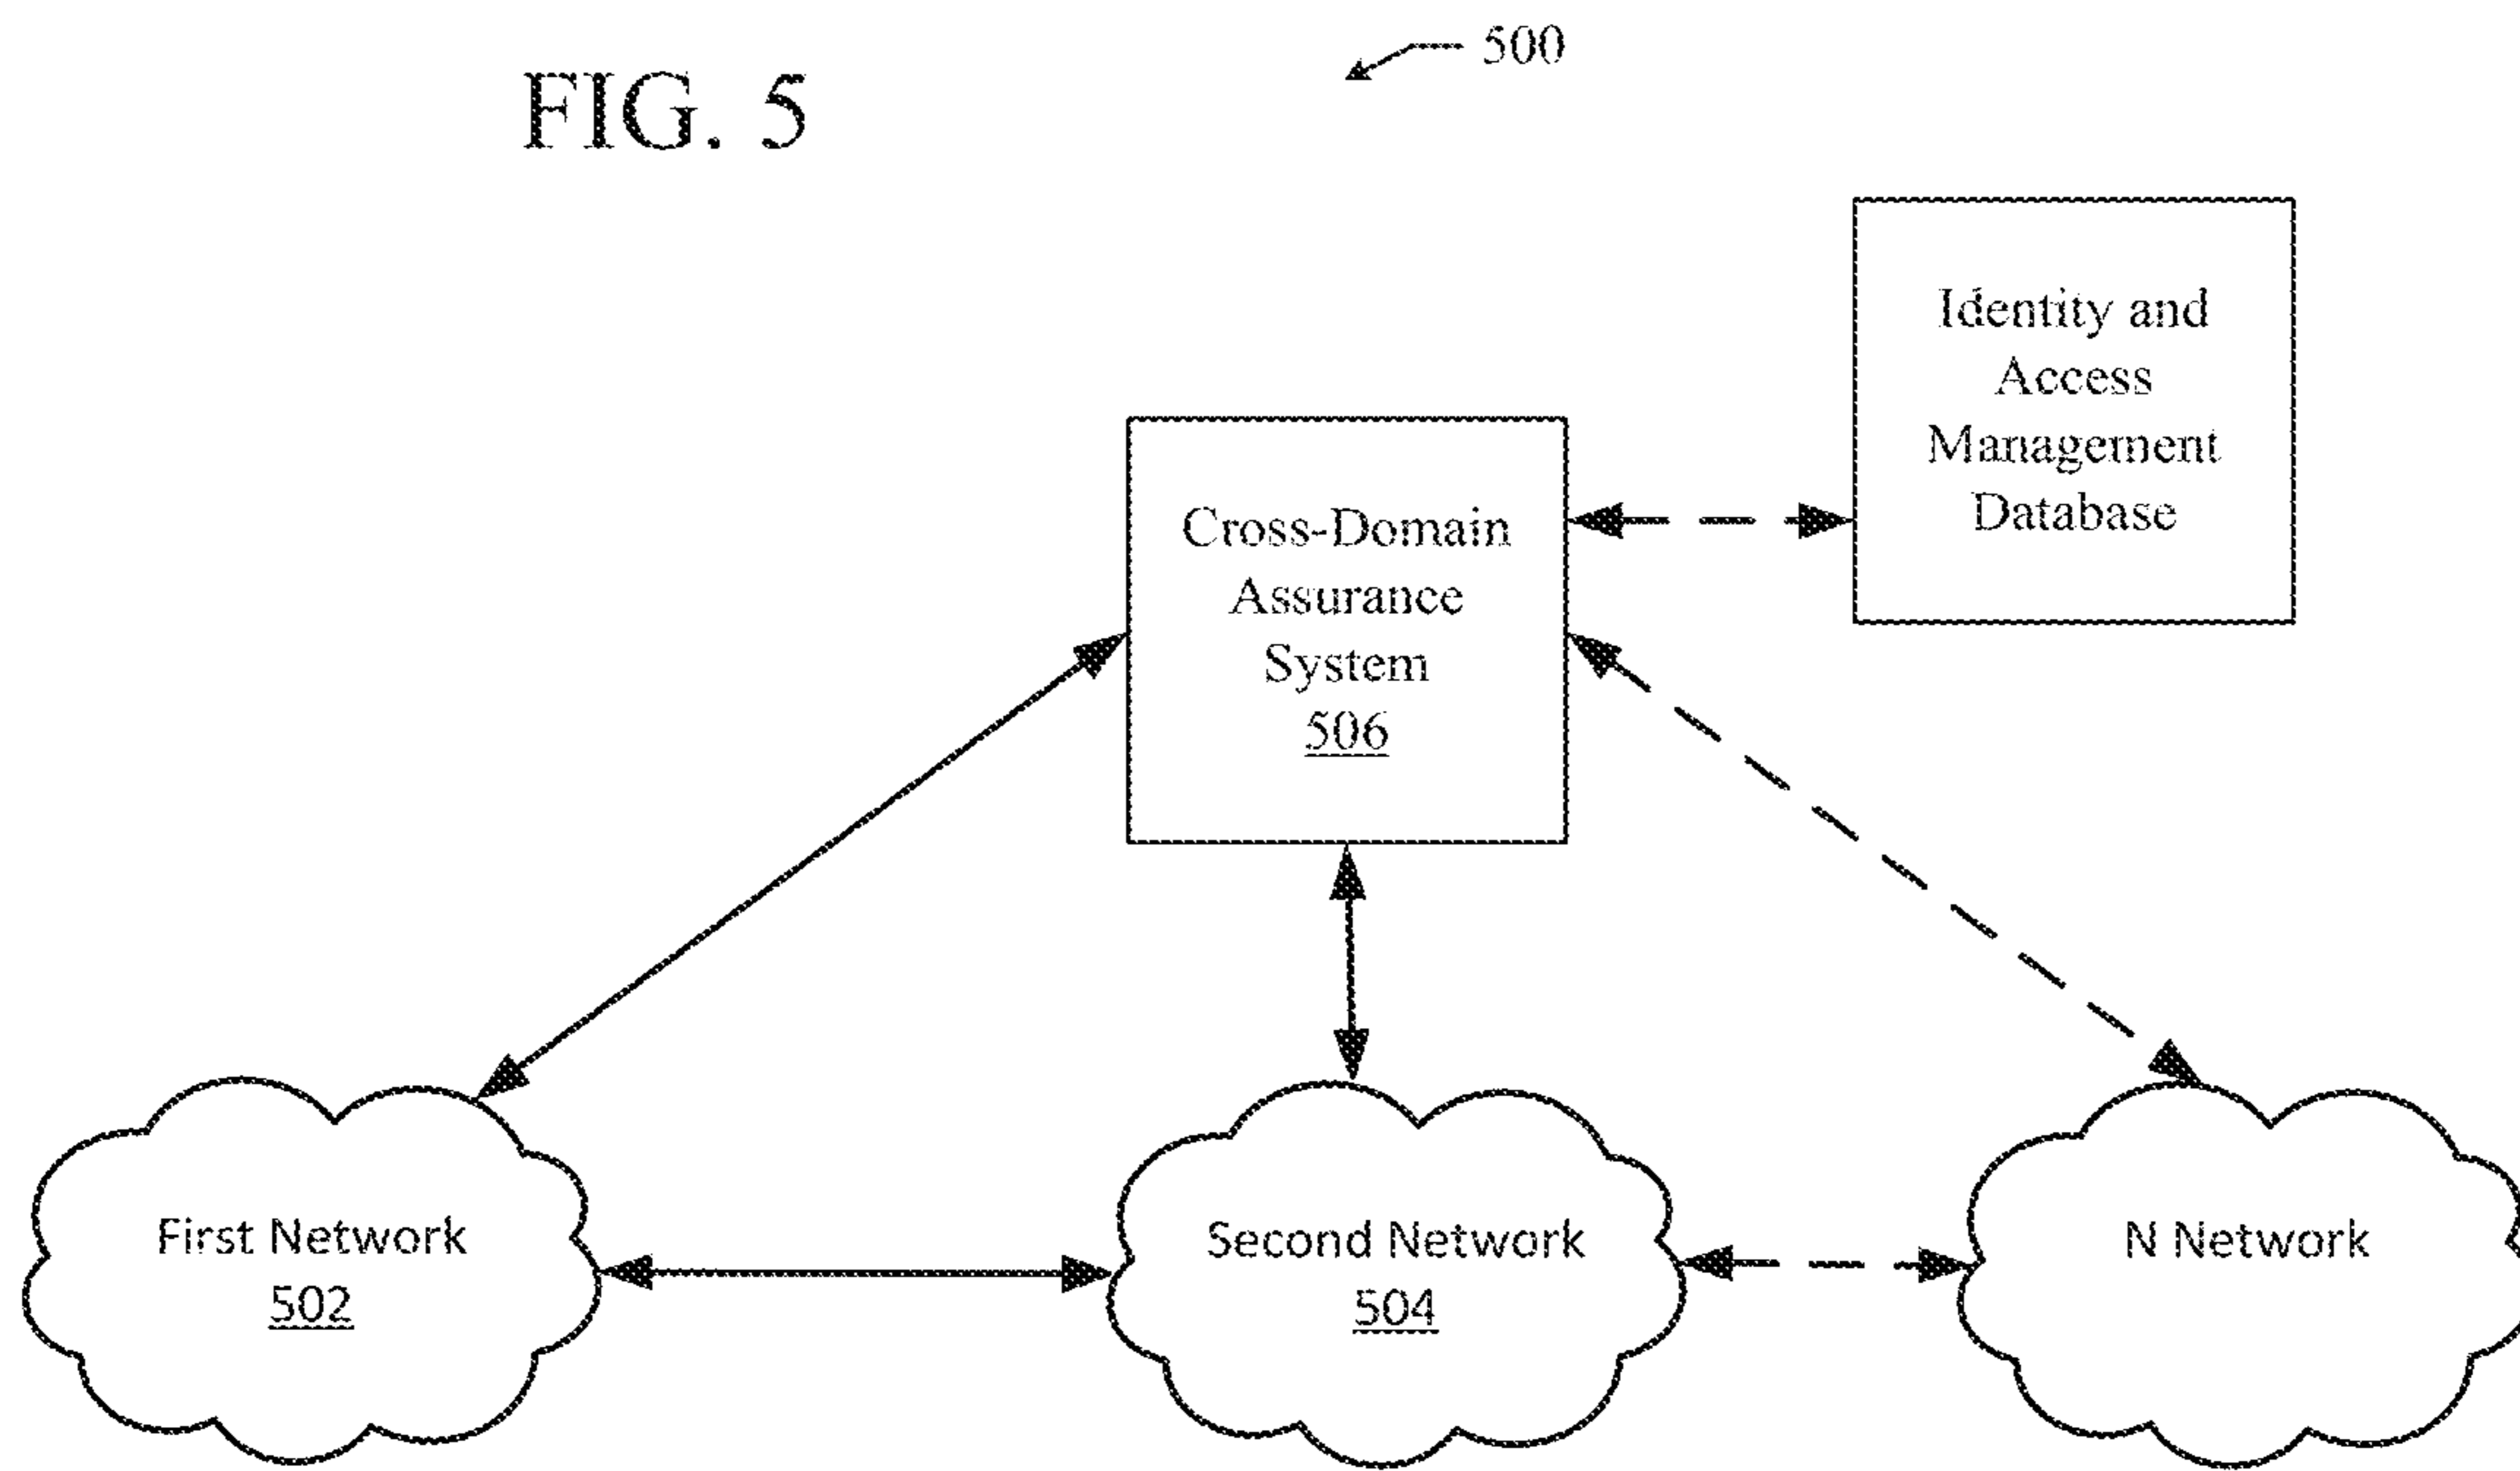 500
FIG. 5
Identity and
Access
Management
Database
Cross-Domain
Assurance
System
506
First Network
502
Second Network
504
N Network